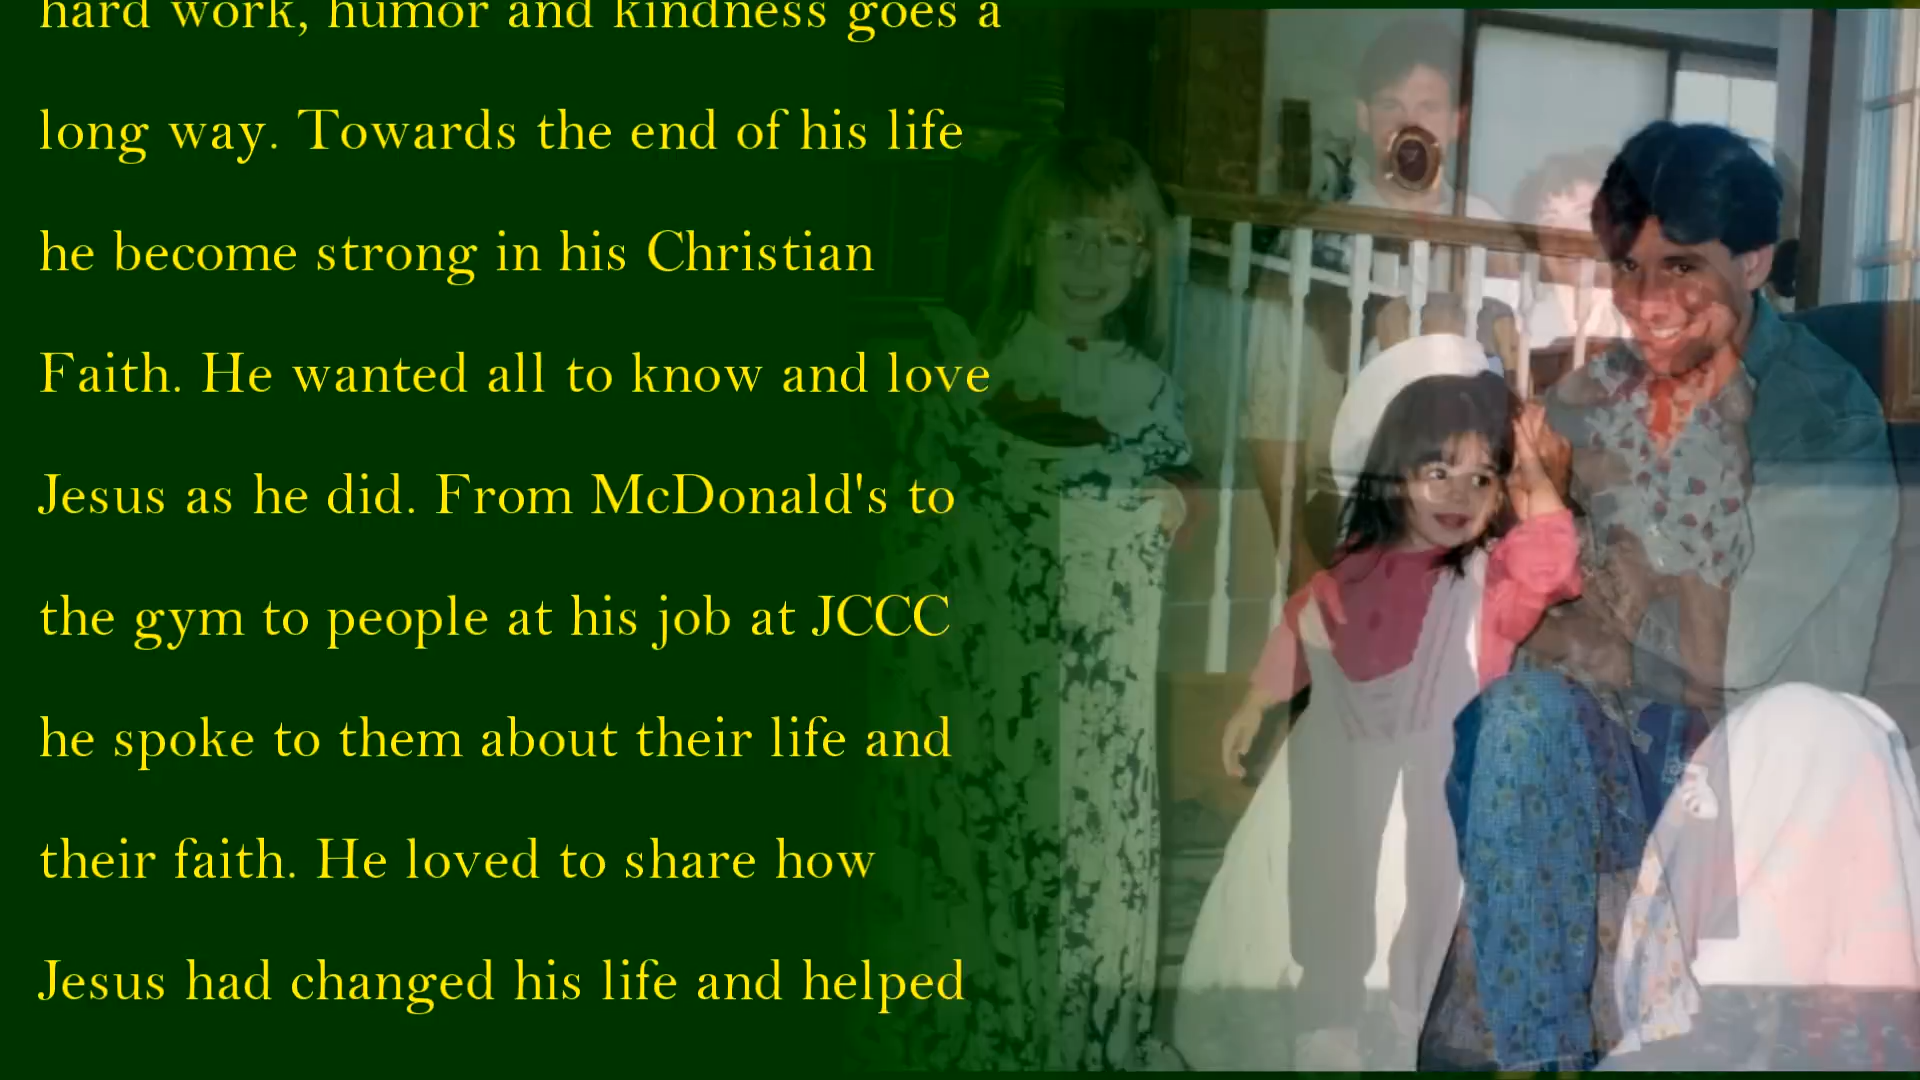 hard work, humor and kindness goes a
long way. Towards the end of his life
he become strong in his Christian
Faith. He wanted all to know and love
Jesus as he did. From McDonald's to
the gym to people at his job at JCCC
he spoke to them about their life and
their faith. He loved to share how
Jesus had changed his life and helped